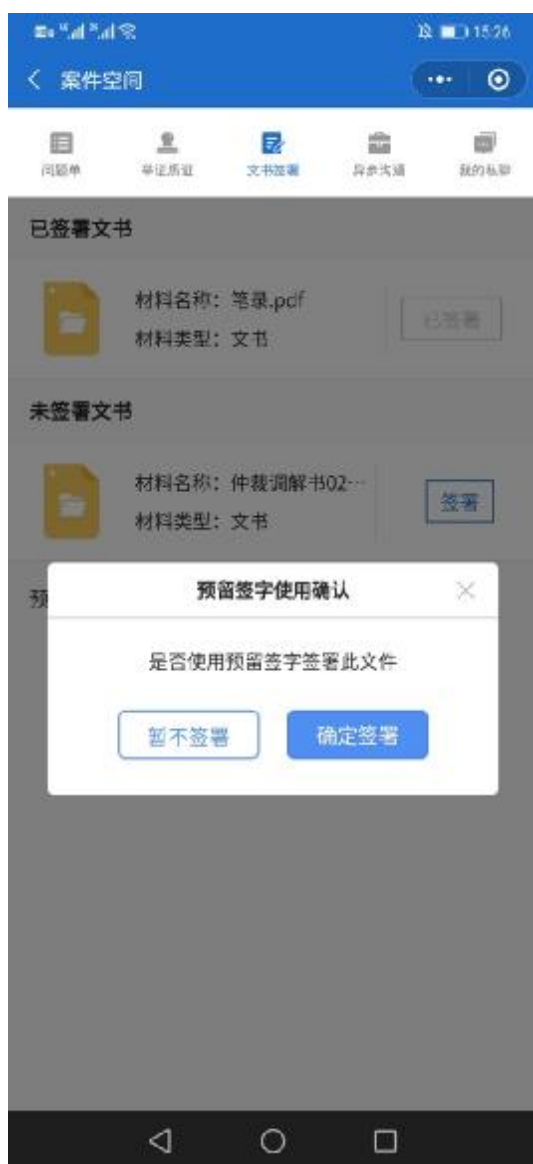 15:26
案件空间
问题单
举证质证
文书签署
异步沟通
我的私聊
已签署文书
材料名称：笔录.pdf
材料类型：文书
已签署
未签署文书
材料名称：仲裁调解书02…
材料类型：文书
签署
预
预留签字使用确认
是否使用预留签字签署此文件
暂不签署
确定签署